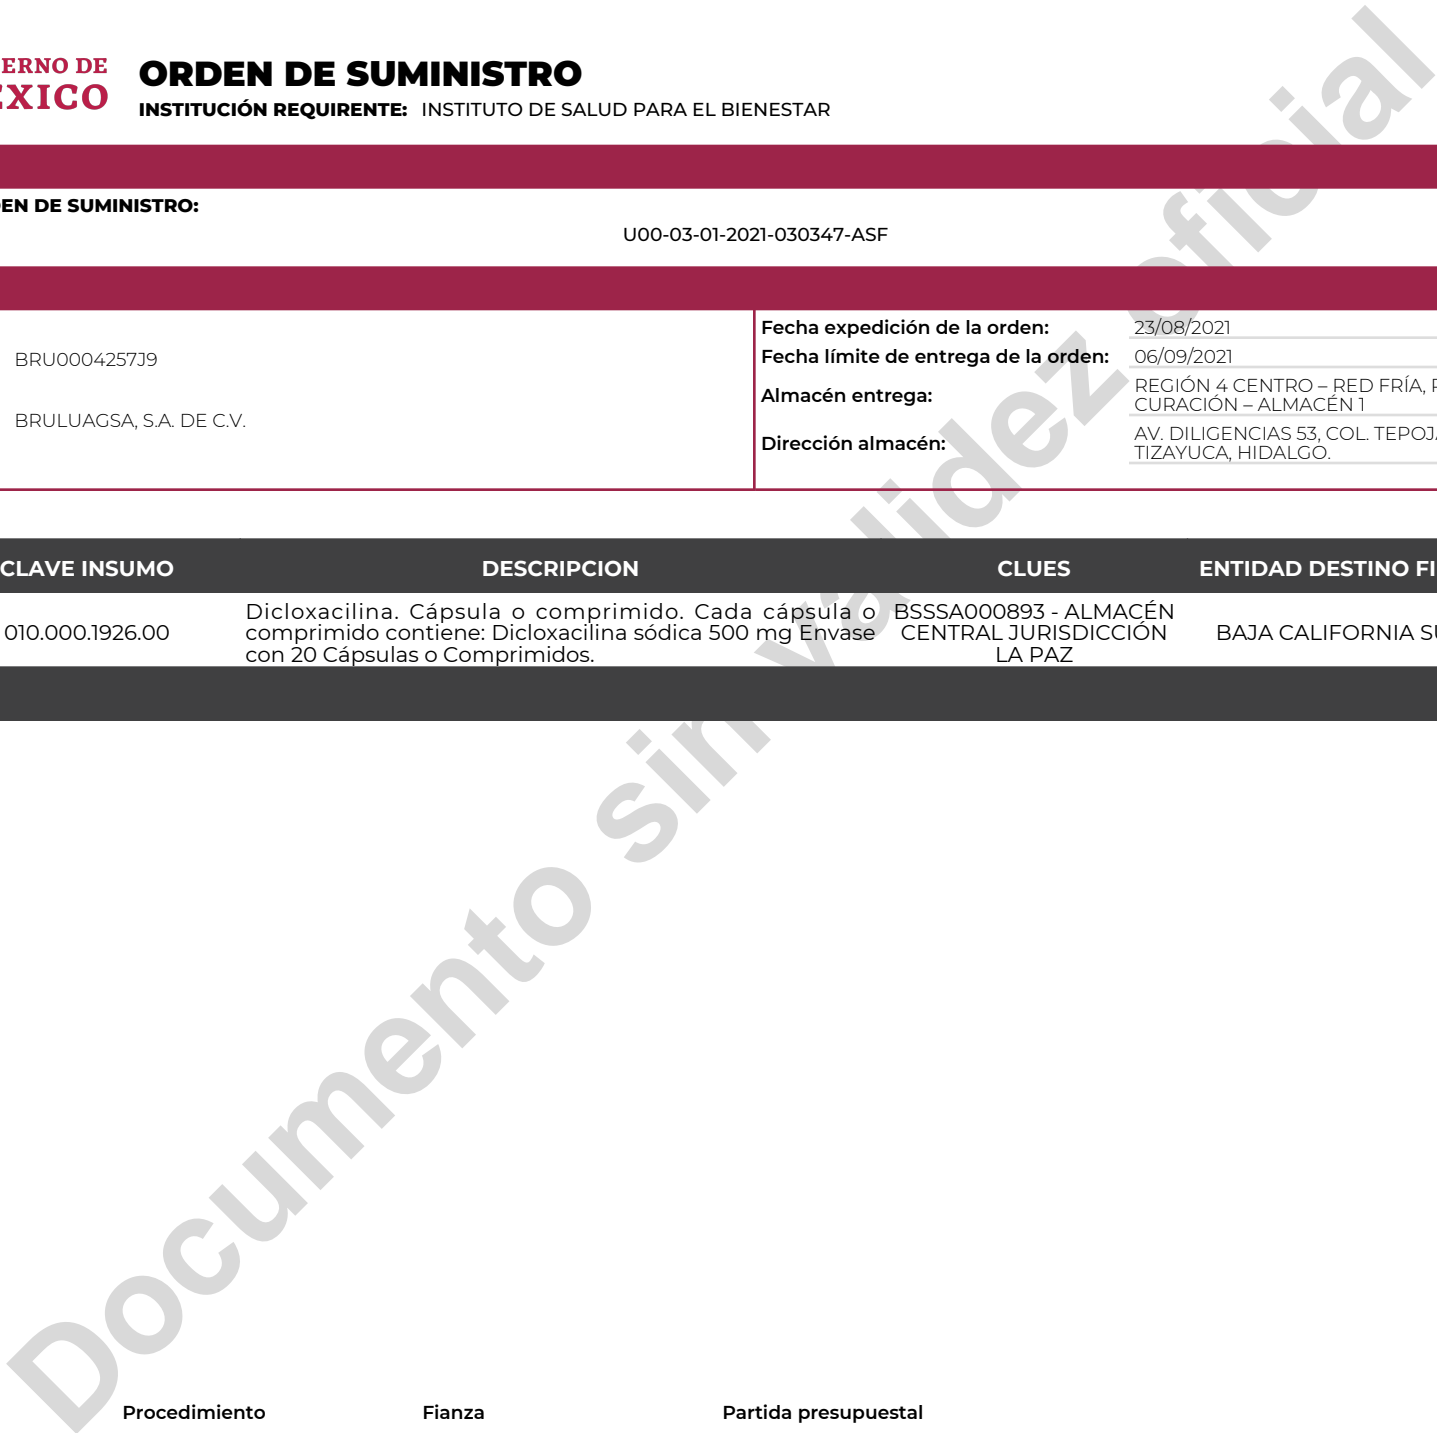 ERNO DE
ORDEN DE SUMINISTRO
XICO
INSTITUCIÓN REQUIRENTE: INSTITUTO DE SALUD PARA EL BIENESTAR
EN DE SUMINISTRO:
U00-03-01-2021-030347-ASF
BRU0004257J9
BRULUAGSA, S.A. DE C.V.
Fecha expedición de la orden: 23/08/2021
Fecha límite de entrega de la orden: 06/09/2021
Almacén entrega: REGIÓN 4 CENTRO – RED FRÍA,
CURACIÓN – ALMACÉN 1
Dirección almacén: AV. DILIGENCIAS 53, COL. TEPOJ
TIZAYUCA, HIDALGO.
CLAVE INSUMO DESCRIPCION CLUES ENTIDAD DESTINO FI
010.000.1926.00
Dicloxacilina. Cápsula o comprimido. Cada cápsula o
comprimido contiene: Dicloxacilina sódica 500 mg Envase
con 20 Cápsulas o Comprimidos.
BSSSA000893 - ALMACÉN
CENTRAL JURISDICCIÓN
LA PAZ
BAJA CALIFORNIA SU
Documento sin validez oficial
Procedimiento Fianza Partida presupuestal